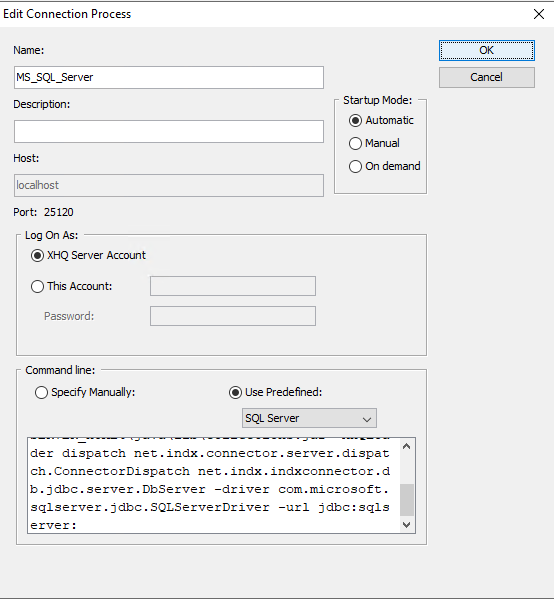 Edit Connection Process
OK
Cancel
Name:
MS_SQL_Server
Description:
Host:
localhost
Port: 25120
Startup Mode:
Automatic
Manual
On demand
Log On As:
XHQ Server Account
This Account:
Password:
Command line:
Specify Manually:
Use Predefined:
SQL Server
der dispatch net.indx.connector.server.dispat
ch.ConnectorDispatch net.indx.indxconnector.d
b.jdbc.server.DbServer -driver com.microsoft.
sqlserver.jdbc.SQLServerDriver -url jdbc:sqls
erver: